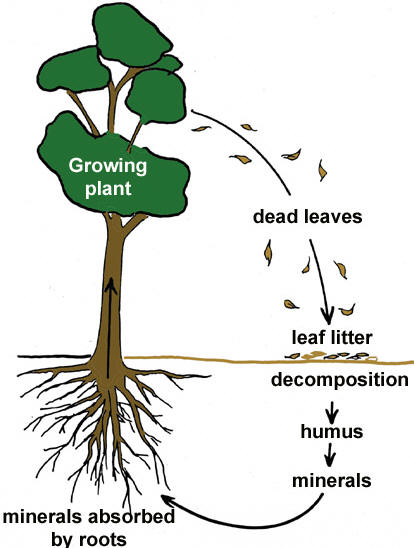 Growing
plant
dead leaves
leaf litter
decomposition
humus
minerals
minerals absorbed
by roots